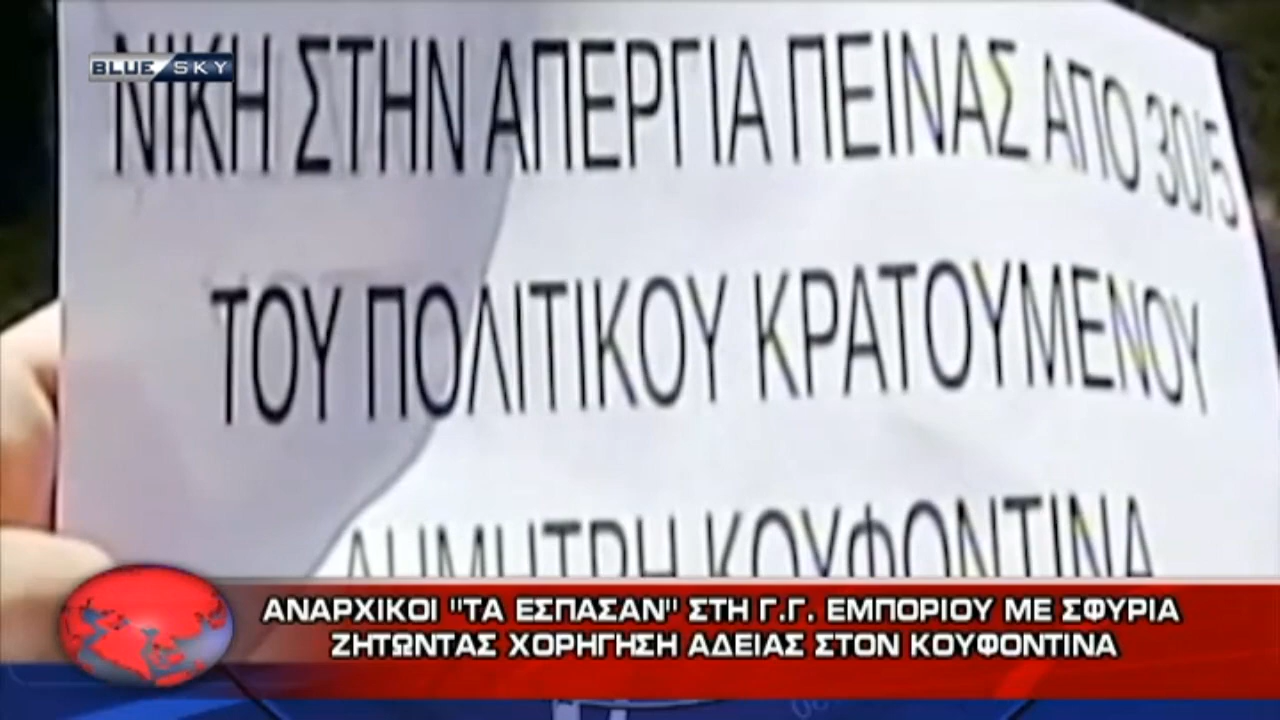 BLUE SKY
ΝΙΚΗ ΣΤΗΝ ΑΠΕΡΓΙΑ ΠΕΙΝΑΣ ΑΠΟ 30/5
ΤΟΥ ΠΟΛΙΤΙΚΟΥ ΚΡΑΤΟΥΜΕΝΟΥ
ΔΗΜΗΤΡΗ ΚΟΥΦΟΝΤΙΝΑ
ΑΝΑΡΧΙΚΟΙ "ΤΑ ΕΣΠΑΣΑΝ" ΣΤΗ Γ.Γ. ΕΜΠΟΡΙΟΥ ΜΕ ΣΦΥΡΙΑ
ΖΗΤΩΝΤΑΣ ΧΟΡΗΓΗΣΗ ΑΔΕΙΑΣ ΣΤΟΝ ΚΟΥΦΟΝΤΙΝΑ